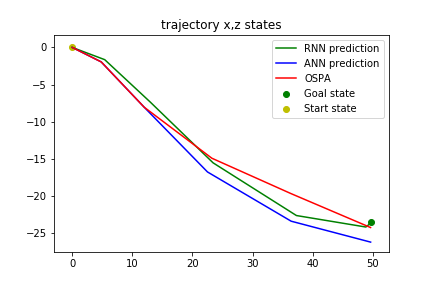 trajectory x,z states
RNN prediction
ANN prediction
OSPA
Goal state
Start state
0
−5
−10
−15
−20
−25
0 10 20 30 40 50